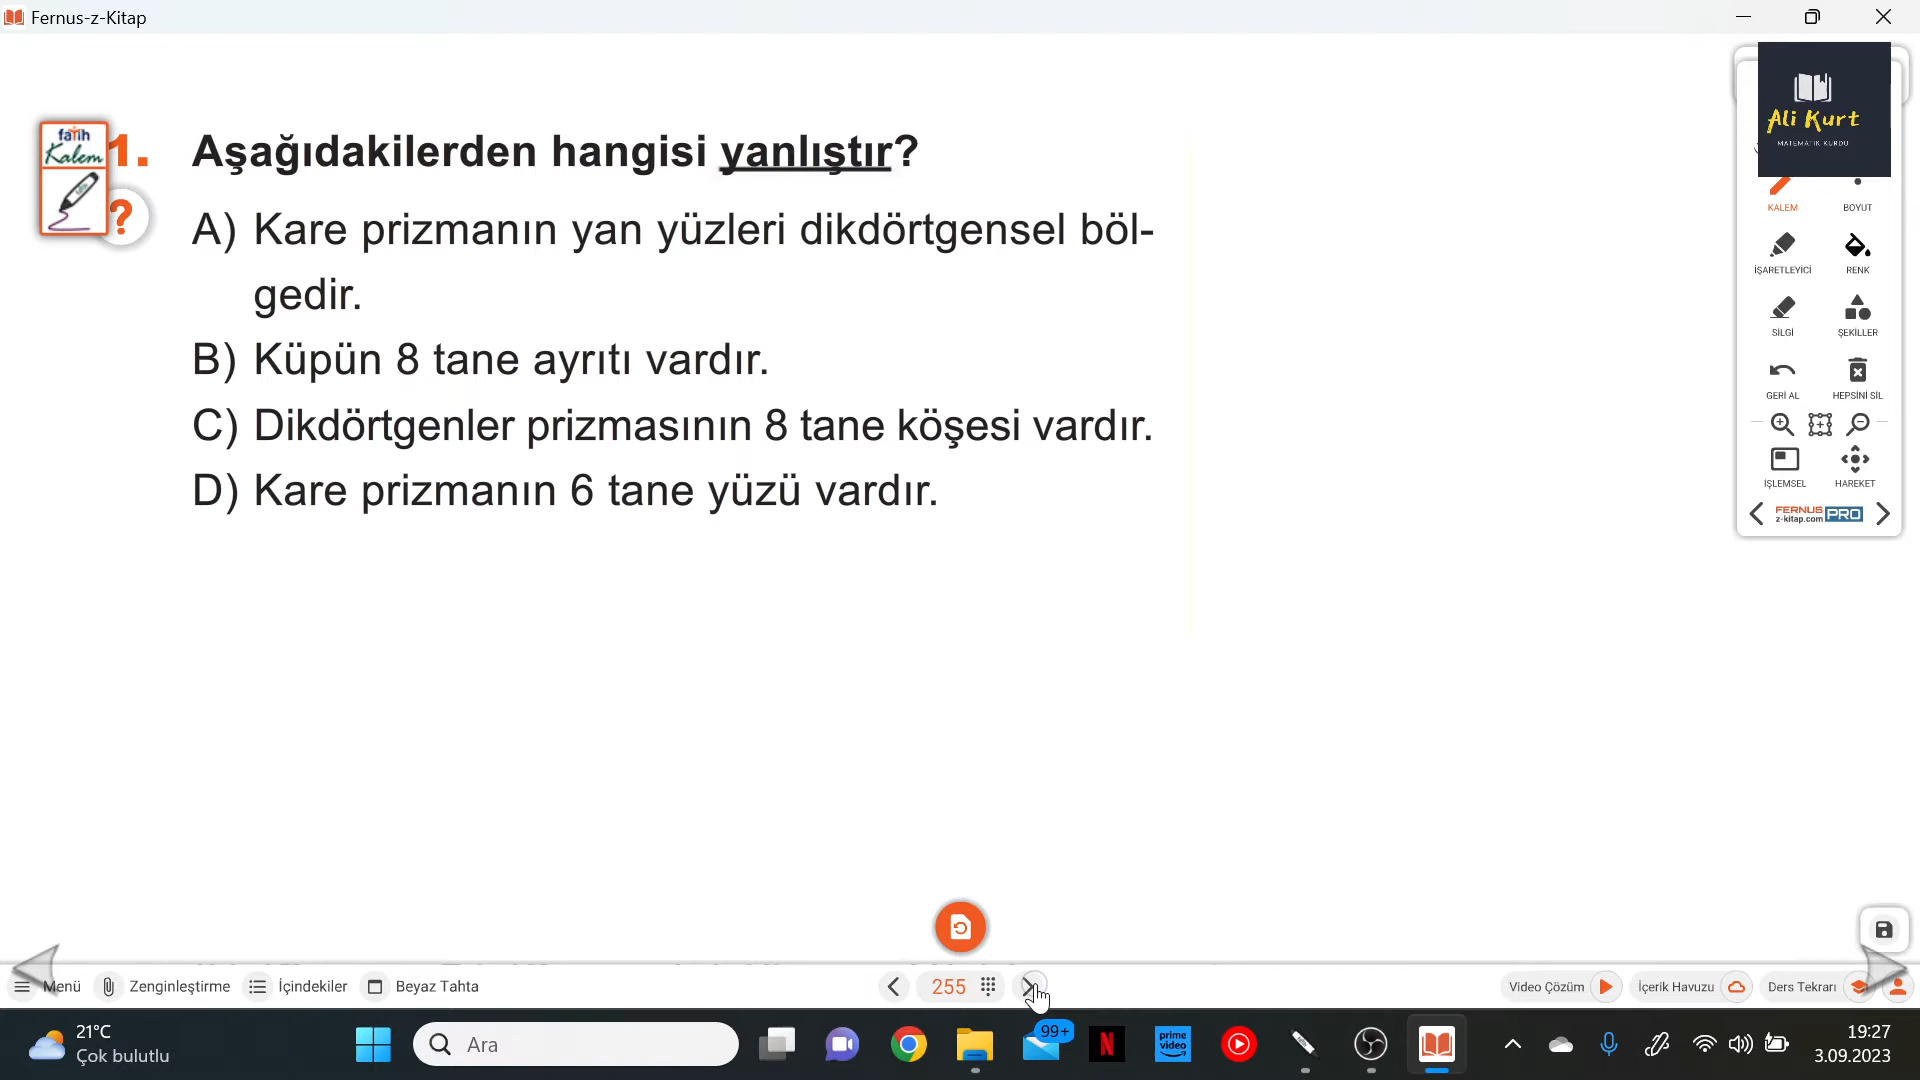 Fernus-z-Kitap
Ali Kurt
MATEMATİK KURDU
fatih
Kalem
1. Aşağıdakilerden hangisi yanlıştır?
?
A) Kare prizmanın yan yüzleri dikdörtgensel böl-
gedir.
B) Küpün 8 tane ayrıtı vardır.
C) Dikdörtgenler prizmasının 8 tane köşesi vardır.
D) Kare prizmanın 6 tane yüzü vardır.
KALEM BOYUT
İŞARETLEYİCİ RENK
SİLGİ ŞEKİLLER
GERİ AL HEPSİNİ SİL
İŞLEMSEL HAREKET
FERNUS
z-kitap.com PRO
Menü Zenginleştirme İçindekiler Beyaz Tahta 255 Video Çözüm İçerik Havuzu Ders Tekrarı
21°C
Çok bulutlu
Ara
99+
N
prime
video
19:27
3.09.2023